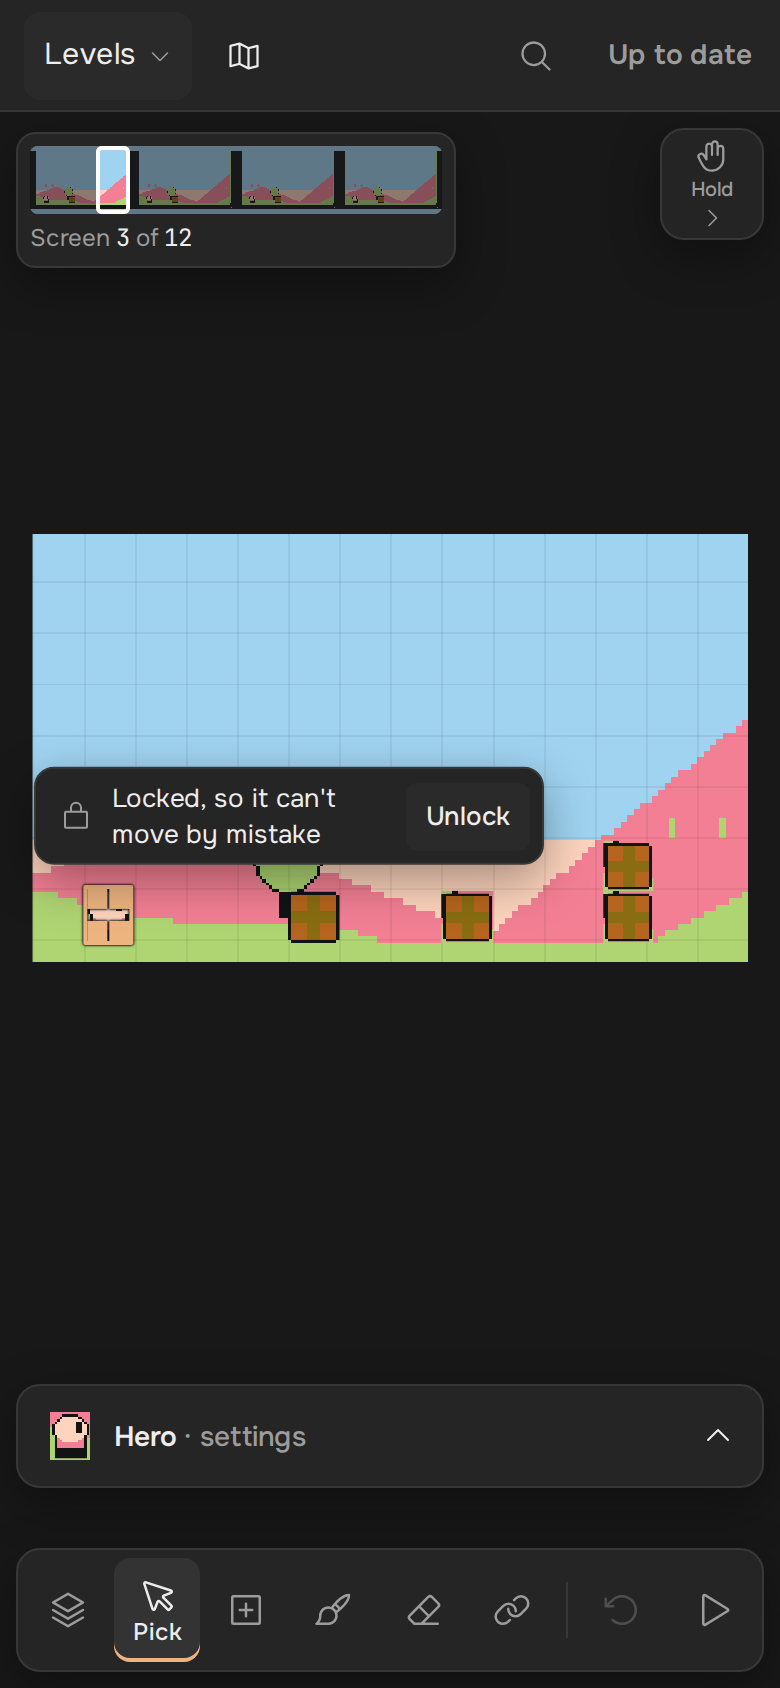 Levels
Up to date
Hold
Screen 3 of 12
Locked, so it can't
move by mistake
Unlock
Hero · settings
Pick